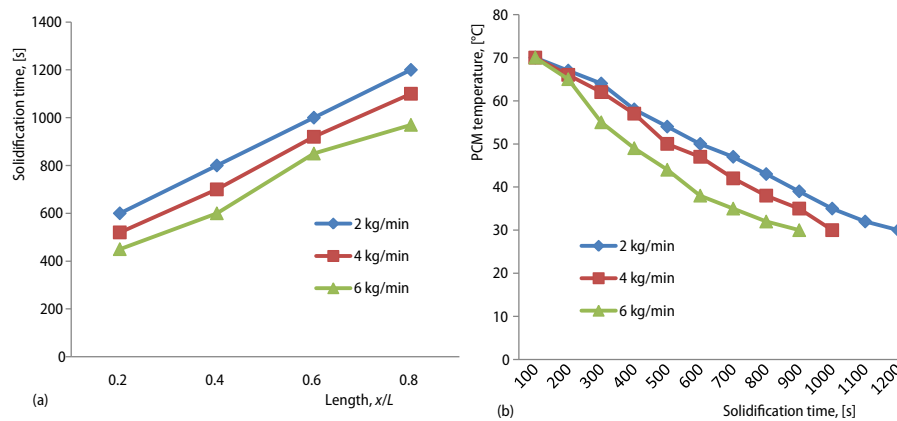 Solidification time, [s]
1400
1200
1000
800
600
400
200
0
0.2 0.4 0.6 0.8
Length, x/L
(a)
2 kg/min
4 kg/min
6 kg/min
PCM temperature, [°C]
80
70
60
50
40
30
20
10
0
100 200 300 400 500 600 700 800 900 1000 1100 1200
Solidification time, [s]
(b)
2 kg/min
4 kg/min
6 kg/min